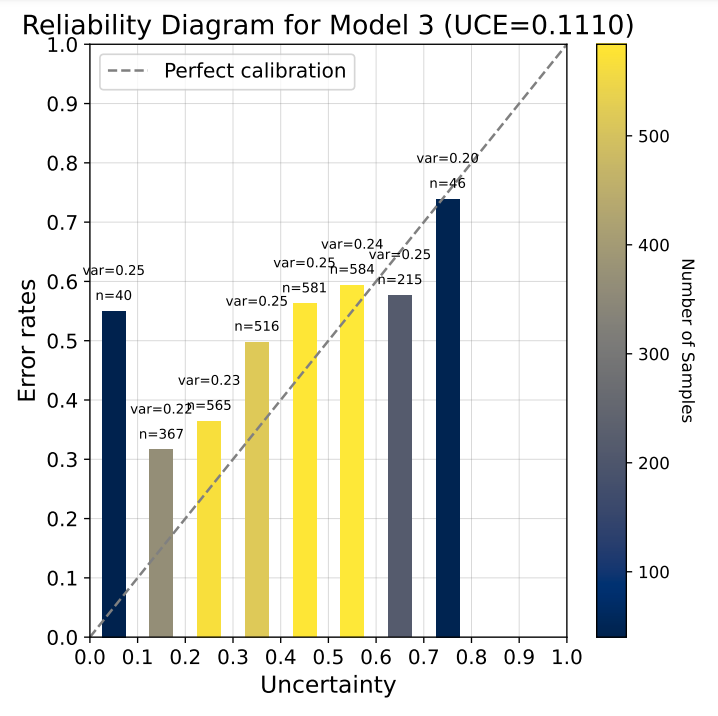 Reliability Diagram for Model 3 (UCE=0.1110)
Perfect calibration
1.0
0.9
0.8
0.7
0.6
0.5
0.4
0.3
0.2
0.1
0.0
Error rates
var=0.25
n=40
var=0.22
n=367
var=0.23
n=565
var=0.25
n=516
var=0.25
n=581
var=0.24
n=584
var=0.25
n=215
var=0.20
n=46
0.0 0.1 0.2 0.3 0.4 0.5 0.6 0.7 0.8 0.9 1.0
Uncertainty
500
400
300
200
100
Number of Samples